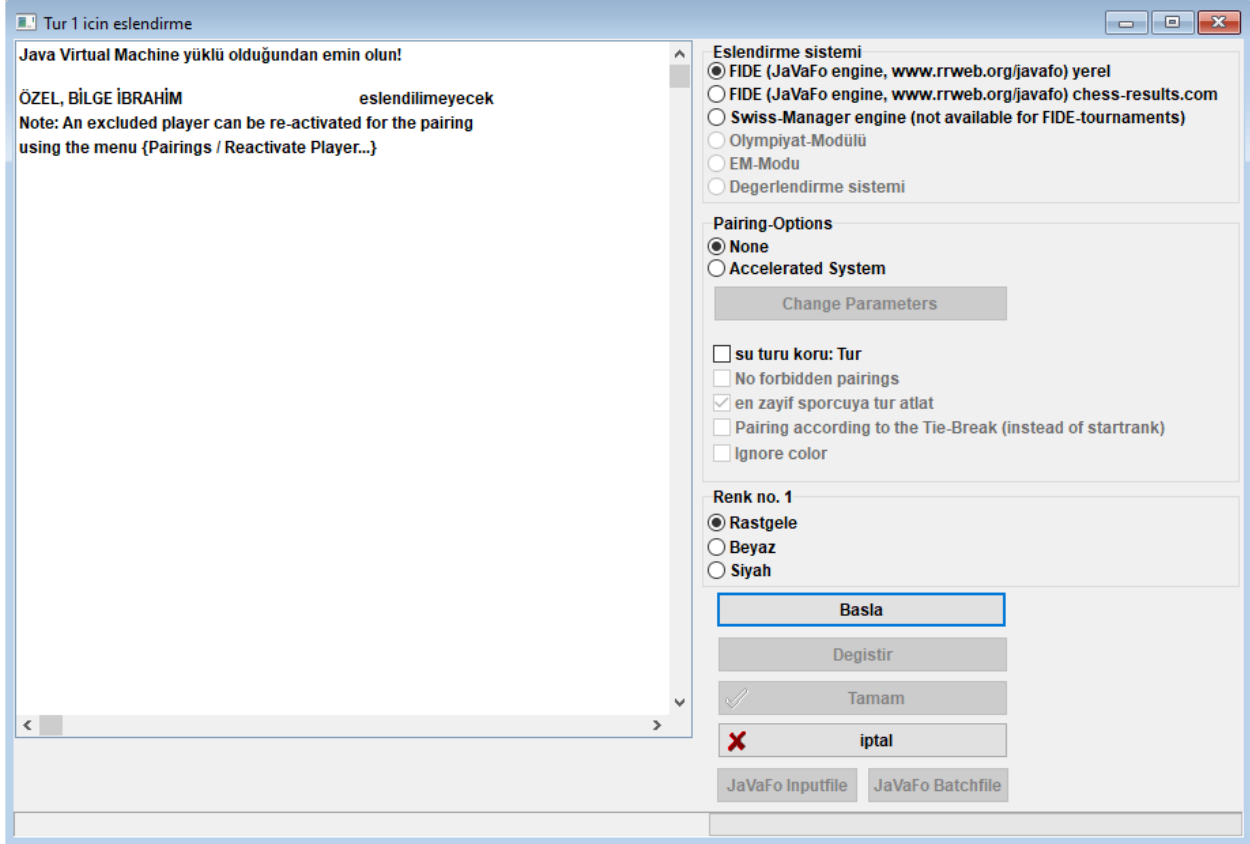 Tur 1 icin eslendirme
Java Virtual Machine yüklü olduğundan emin olun!
ÖZEL, BİLGE İBRAHİM eslendilimeyecek
Note: An excluded player can be re-activated for the pairing
using the menu {Pairings / Reactivate Player...}
Eslendirme sistemi
FIDE (JaVaFo engine, www.rrweb.org/javafo) yerel
FIDE (JaVaFo engine, www.rrweb.org/javafo) chess-results.com
Swiss-Manager engine (not available for FIDE-tournaments)
Olympiyat-Modülü
EM-Modu
Degerlendirme sistemi
Pairing-Options
None
Accelerated System
Change Parameters
su turu koru: Tur
No forbidden pairings
en zayif sporcuya tur atlat
Pairing according to the Tie-Break (instead of startrank)
Ignore color
Renk no. 1
Rastgele
Beyaz
Siyah
Basla
Degistir
Tamam
iptal
JaVaFo Inputfile JaVaFo Batchfile